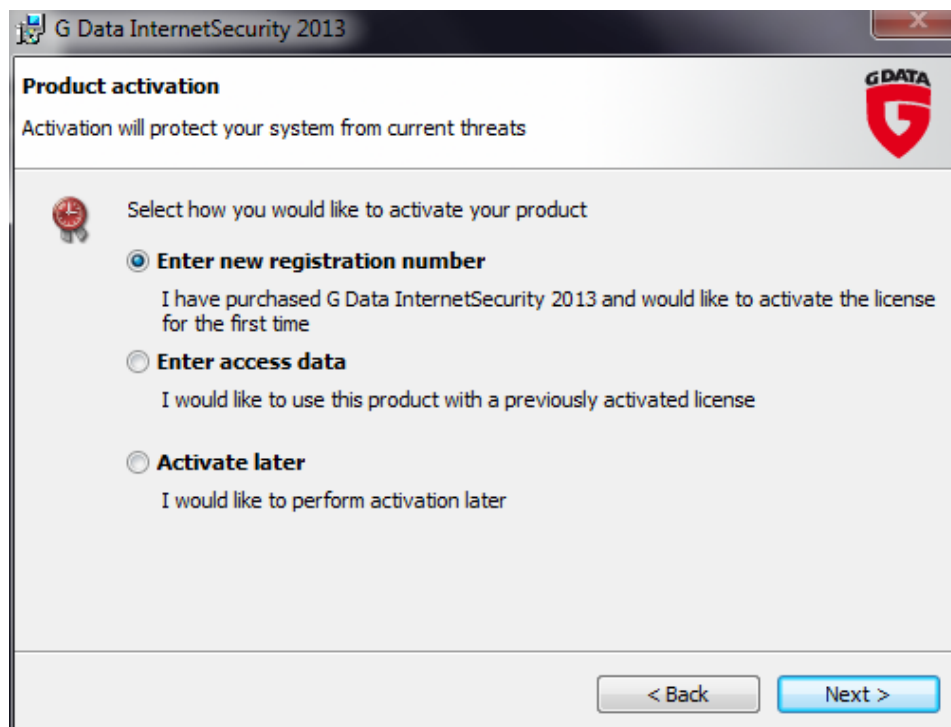 G Data InternetSecurity 2013
Product activation
GDATA
Activation will protect your system from current threats
Select how you would like to activate your product
Enter new registration number
I have purchased G Data InternetSecurity 2013 and would like to activate the license
for the first time
Enter access data
I would like to use this product with a previously activated license
Activate later
I would like to perform activation later
< Back
Next >